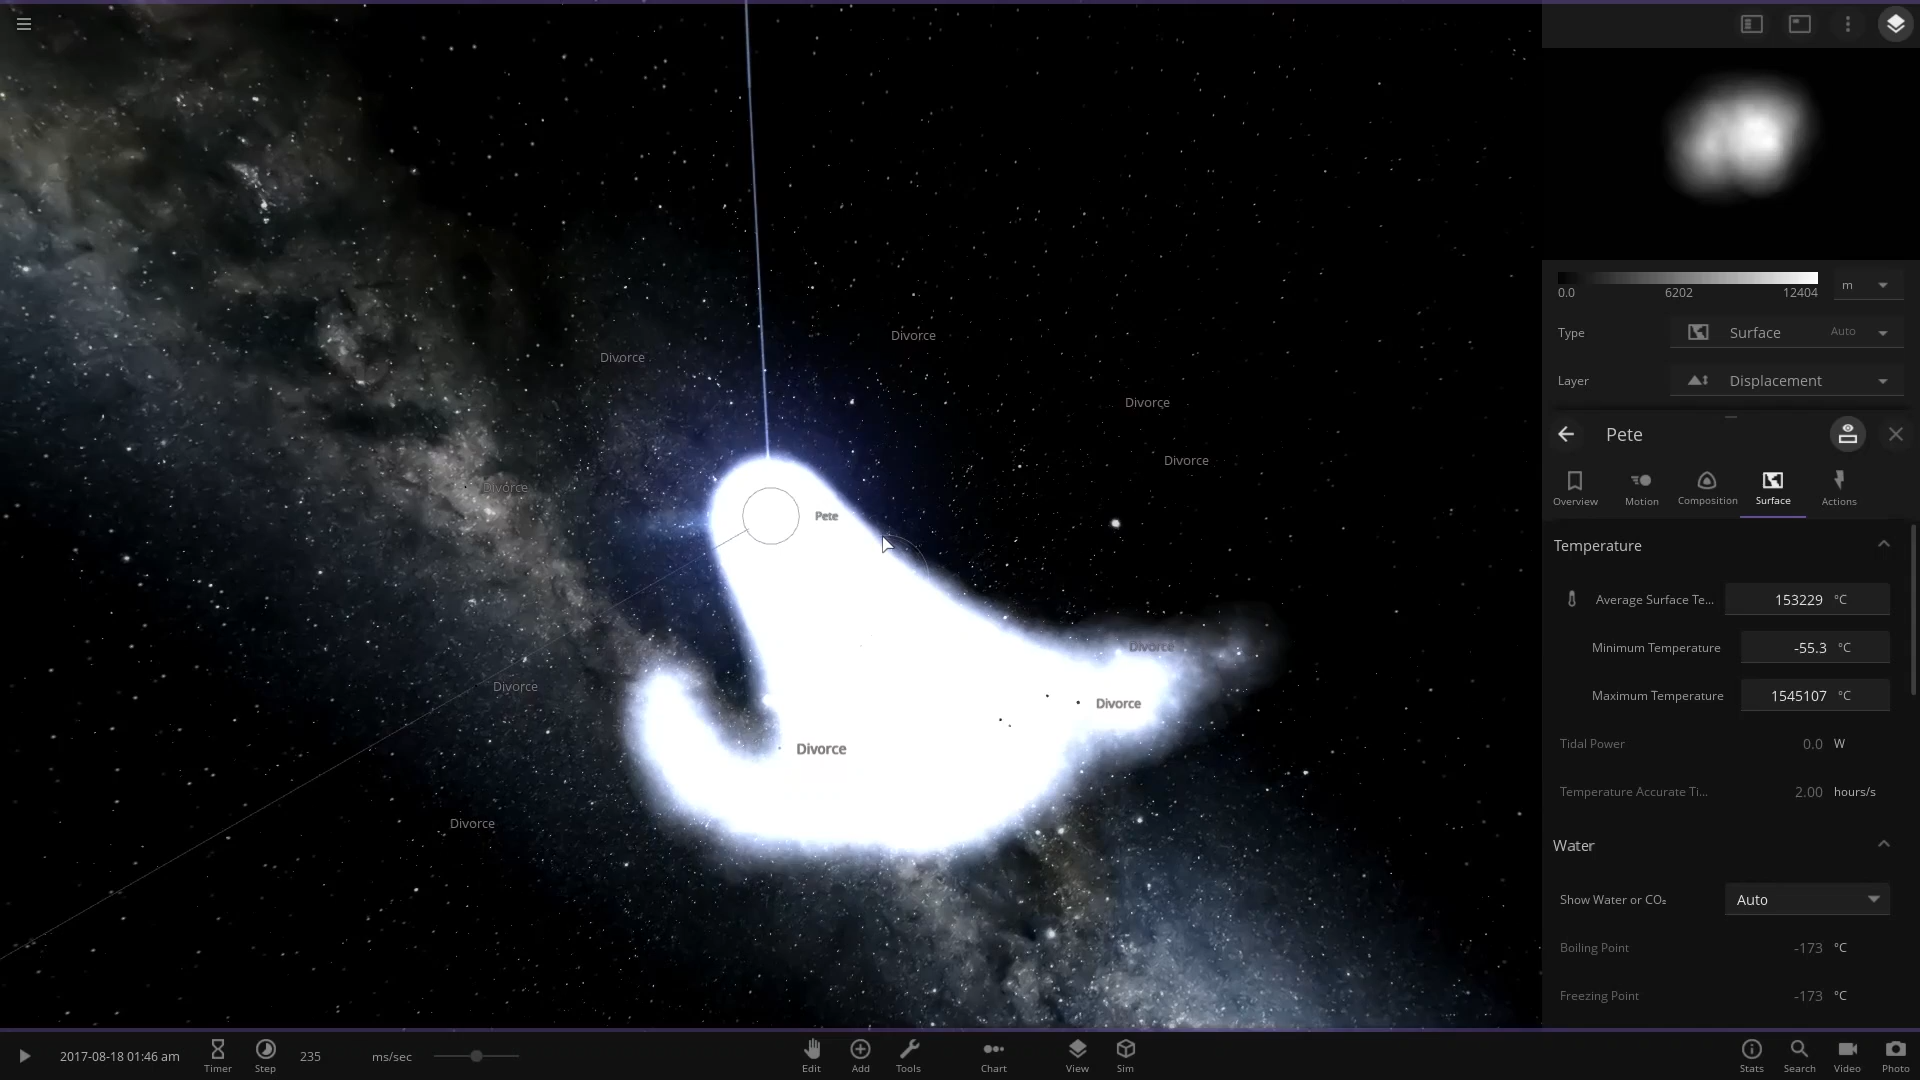 Divorce
Divorce
Divorce
Divorce
Divorce
Pete
Divorce
Divorce
Divorce
Divorce
Divorce
0.0 6202 12404 m
Type Surface Auto
Layer Displacement
Pete
Overview Motion Composition Surface Actions
Temperature
Average Surface Te... 153229 °C
Minimum Temperature -55.3 °C
Maximum Temperature 1545107 °C
Tidal Power 0.0 W
Temperature Accurate Ti... 2.00 hours/s
Water
Show Water or CO₂ Auto
Boiling Point -173 °C
Freezing Point -173 °C
2017-08-18 01:46 am Timer Step 235 ms/sec Edit Add Tools Chart View Sim Stats Search Video Photo